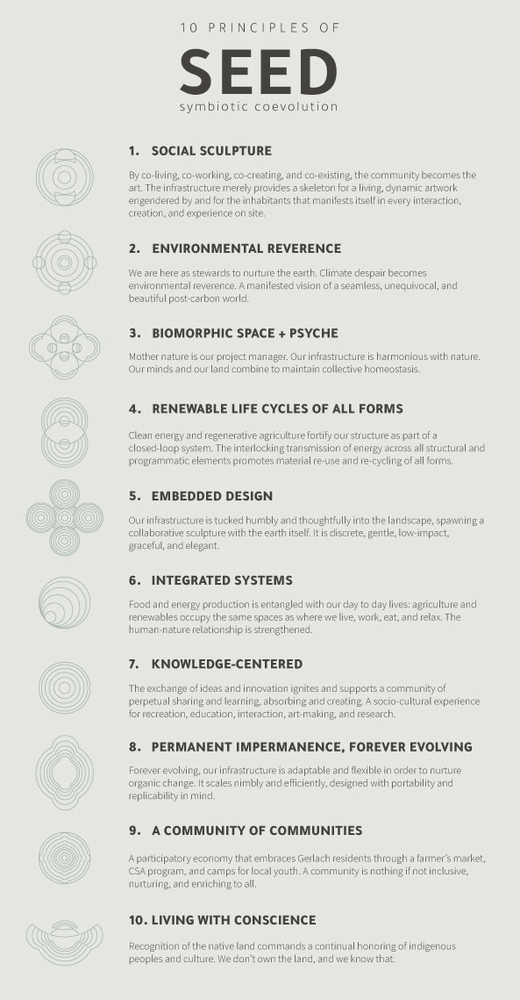 10 PRINCIPLES OF
SEED
symbiotic coevolution
1. SOCIAL SCULPTURE
By co-living, co-working, co-creating, and co-existing, the community becomes the
art. The infrastructure merely provides a skeleton for a living, dynamic artwork
engendered by and for the inhabitants that manifests itself in every interaction,
creation, and experience on site.
2. ENVIRONMENTAL REVERENCE
We are here as stewards to nurture the earth. Climate despair becomes
environmental reverence. A manifested vision of a seamless, unequivocal, and
beautiful post-carbon world.
3. BIOMORPHIC SPACE + PSYCHE
Mother nature is our project manager. Our infrastructure is harmonious with nature.
Our minds and our land combine to maintain collective homeostasis.
4. RENEWABLE LIFE CYCLES OF ALL FORMS
Clean energy and regenerative agriculture fortify our structure as part of a
closed-loop system. The interlocking transmission of energy across all structural and
programmatic elements promotes material re-use and re-cycling of all forms.
5. EMBEDDED DESIGN
Our infrastructure is tucked humbly and thoughtfully into the landscape, spawning a
collaborative sculpture with the earth itself. It is discrete, gentle, low-impact,
graceful, and elegant.
6. INTEGRATED SYSTEMS
Food and energy production is entangled with our day to day lives: agriculture and
renewables occupy the same spaces as where we live, work, eat, and relax. The
human-nature relationship is strengthened.
7. KNOWLEDGE-CENTERED
The exchange of ideas and innovation ignites and supports a community of
perpetual sharing and learning, absorbing and creating. A socio-cultural experience
for recreation, education, interaction, art-making, and research.
8. PERMANENT IMPERMANENCE, FOREVER EVOLVING
Forever evolving, our infrastructure is adaptable and flexible in order to nurture
organic change. It scales nimbly and efficiently, designed with portability and
replicability in mind.
9. A COMMUNITY OF COMMUNITIES
A participatory economy that embraces Gerlach residents through a farmer's market,
CSA program, and camps for local youth. A community is nothing if not inclusive,
nurturing, and enriching to all.
10. LIVING WITH CONSCIENCE
Recognition of the native land commands a continual honoring of indigenous
peoples and culture. We don't own the land, and we know that.